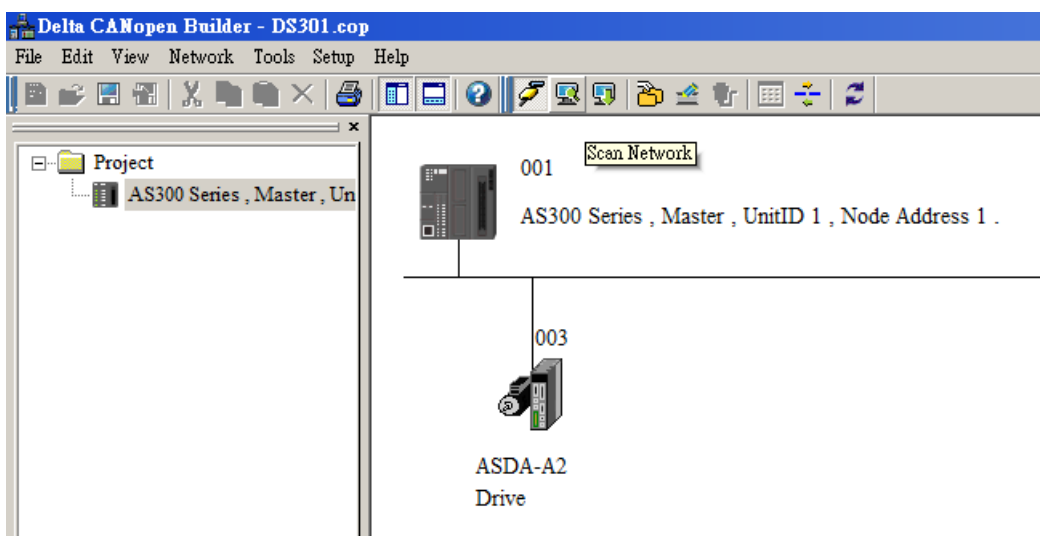 Delta CANopen Builder - DS301.cop
File Edit View Network Tools Setup Help
Project
AS300 Series , Master , Un
001
Scan Network
AS300 Series , Master , UnitID 1 , Node Address 1 .
003
ASDA-A2
Drive